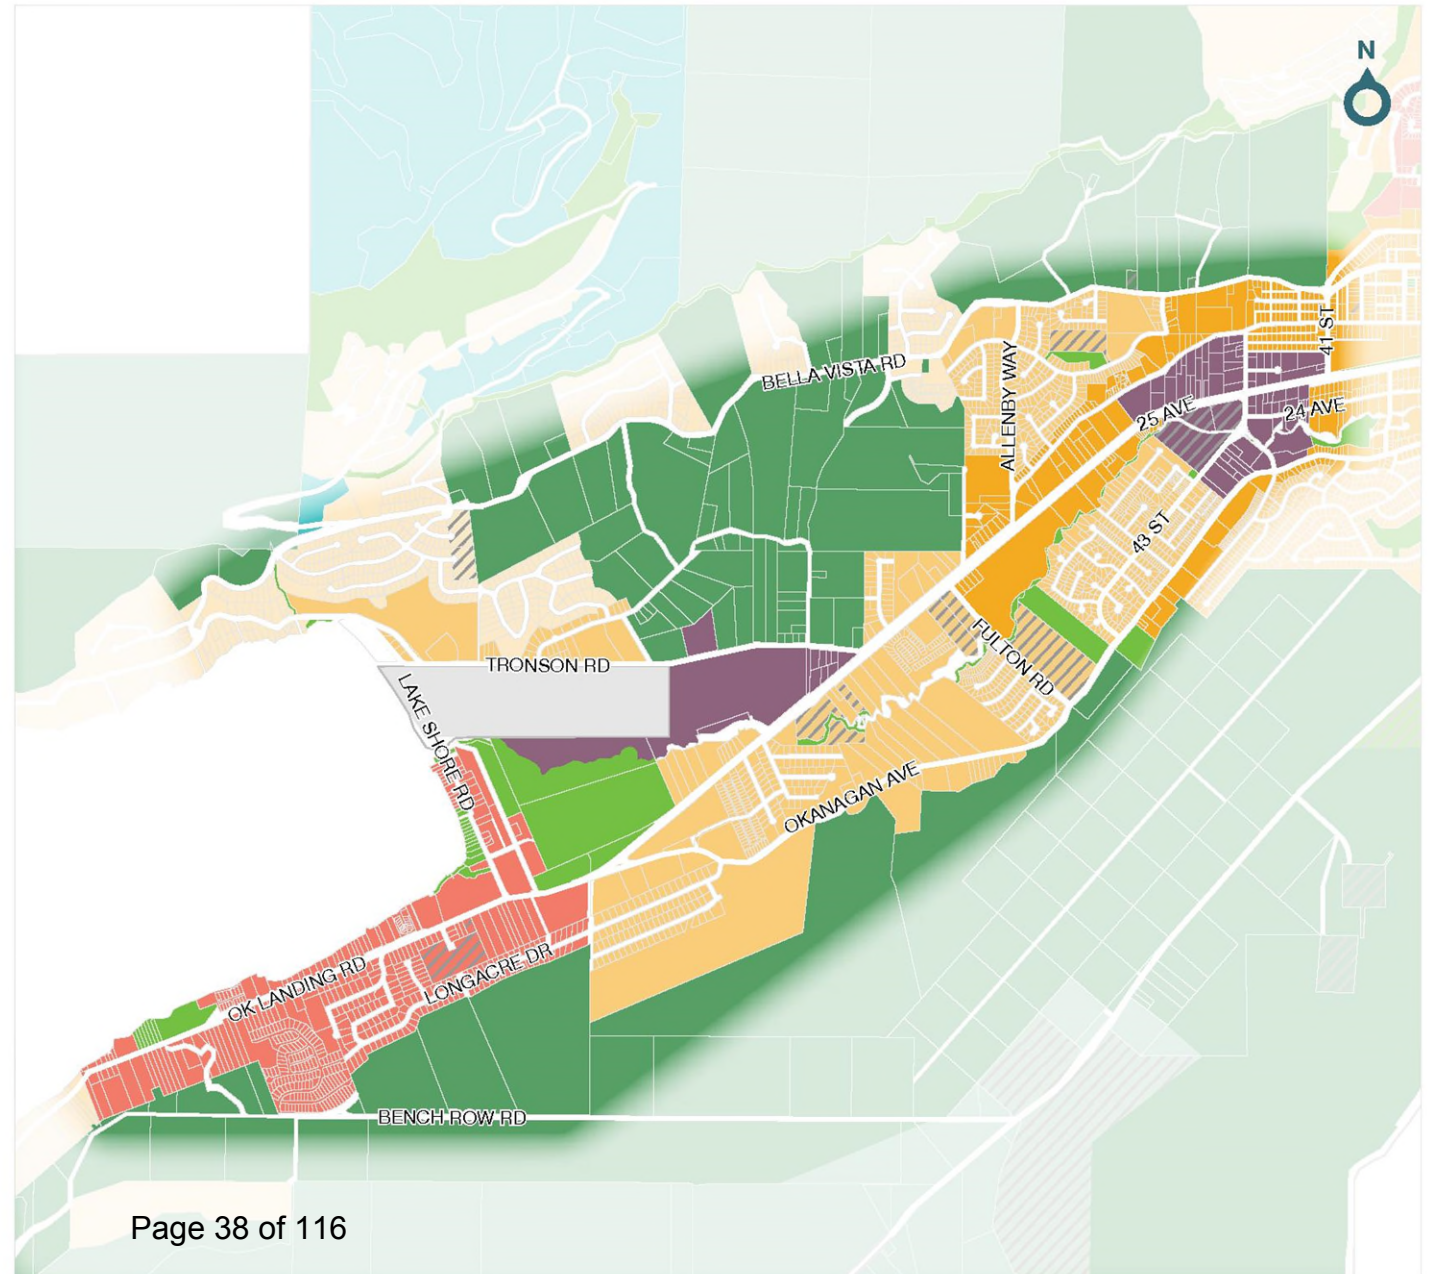 N
41 ST
BELLA VISTA RD
ALLENBY WAY
25 AVE
24 AVE
43 ST
FULTON RD
TRONSON RD
LAKE SHORE RD
OKANAGAN AVE
OK LANDING RD
LONGACRE DR
BENCH ROW RD
Page 38 of 116